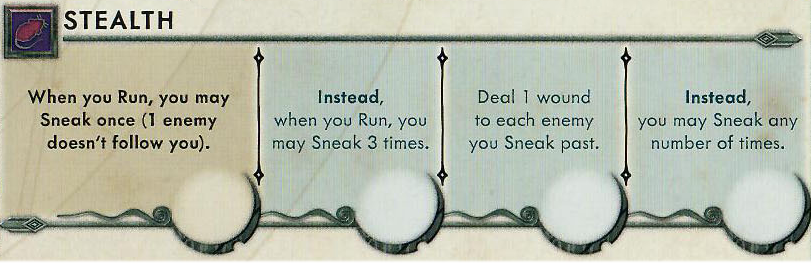 STEALTH
When you Run, you may
Sneak once (1 enemy
doesn't follow you).
Instead,
when you Run, you
may Sneak 3 times.
Deal 1 wound
to each enemy
you Sneak past.
Instead,
you may Sneak any
number of times.